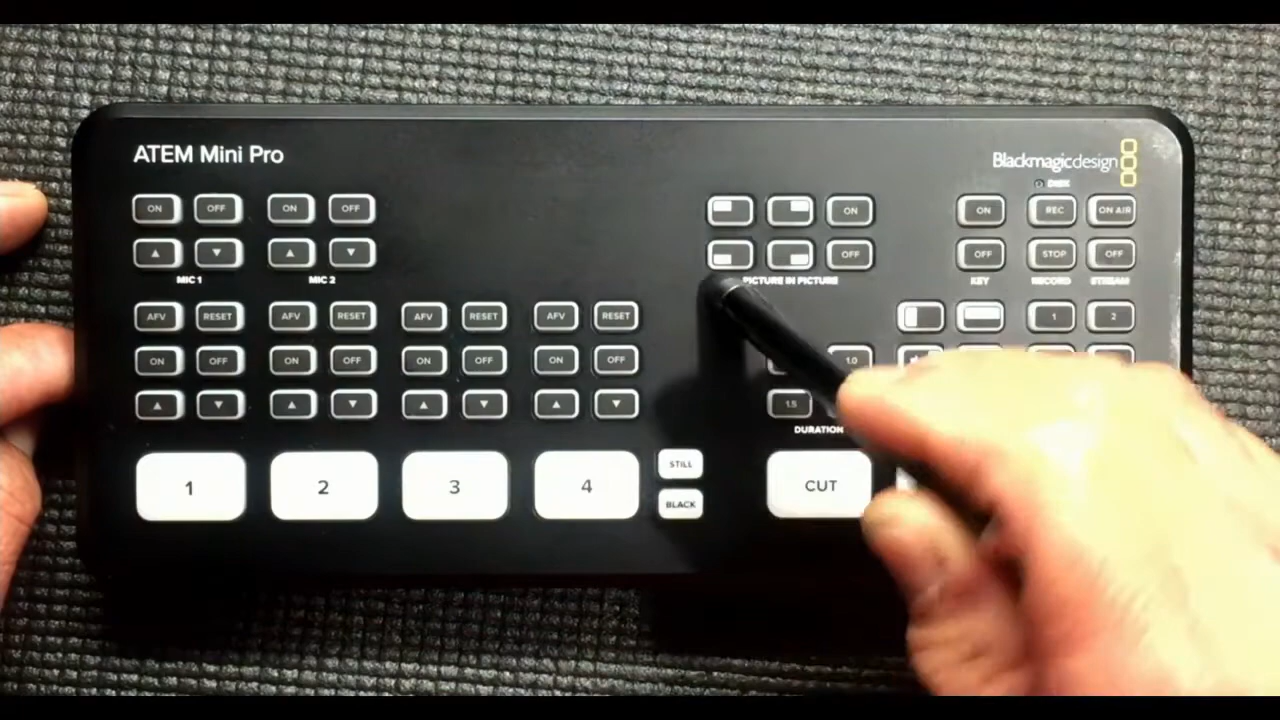 ATEM Mini Pro
Blackmagicdesign
DISK
ON OFF ON OFF ON ON REC ON AIR
OFF OFF STOP OFF
MIC 1 MIC 2 PICTURE IN PICTURE KEY RECORD STREAM
AFV RESET AFV RESET AFV RESET AFV RESET 1 2
ON OFF ON OFF ON OFF ON OFF 1.0
1.5
DURATION
1 2 3 4 STILL CUT
BLACK